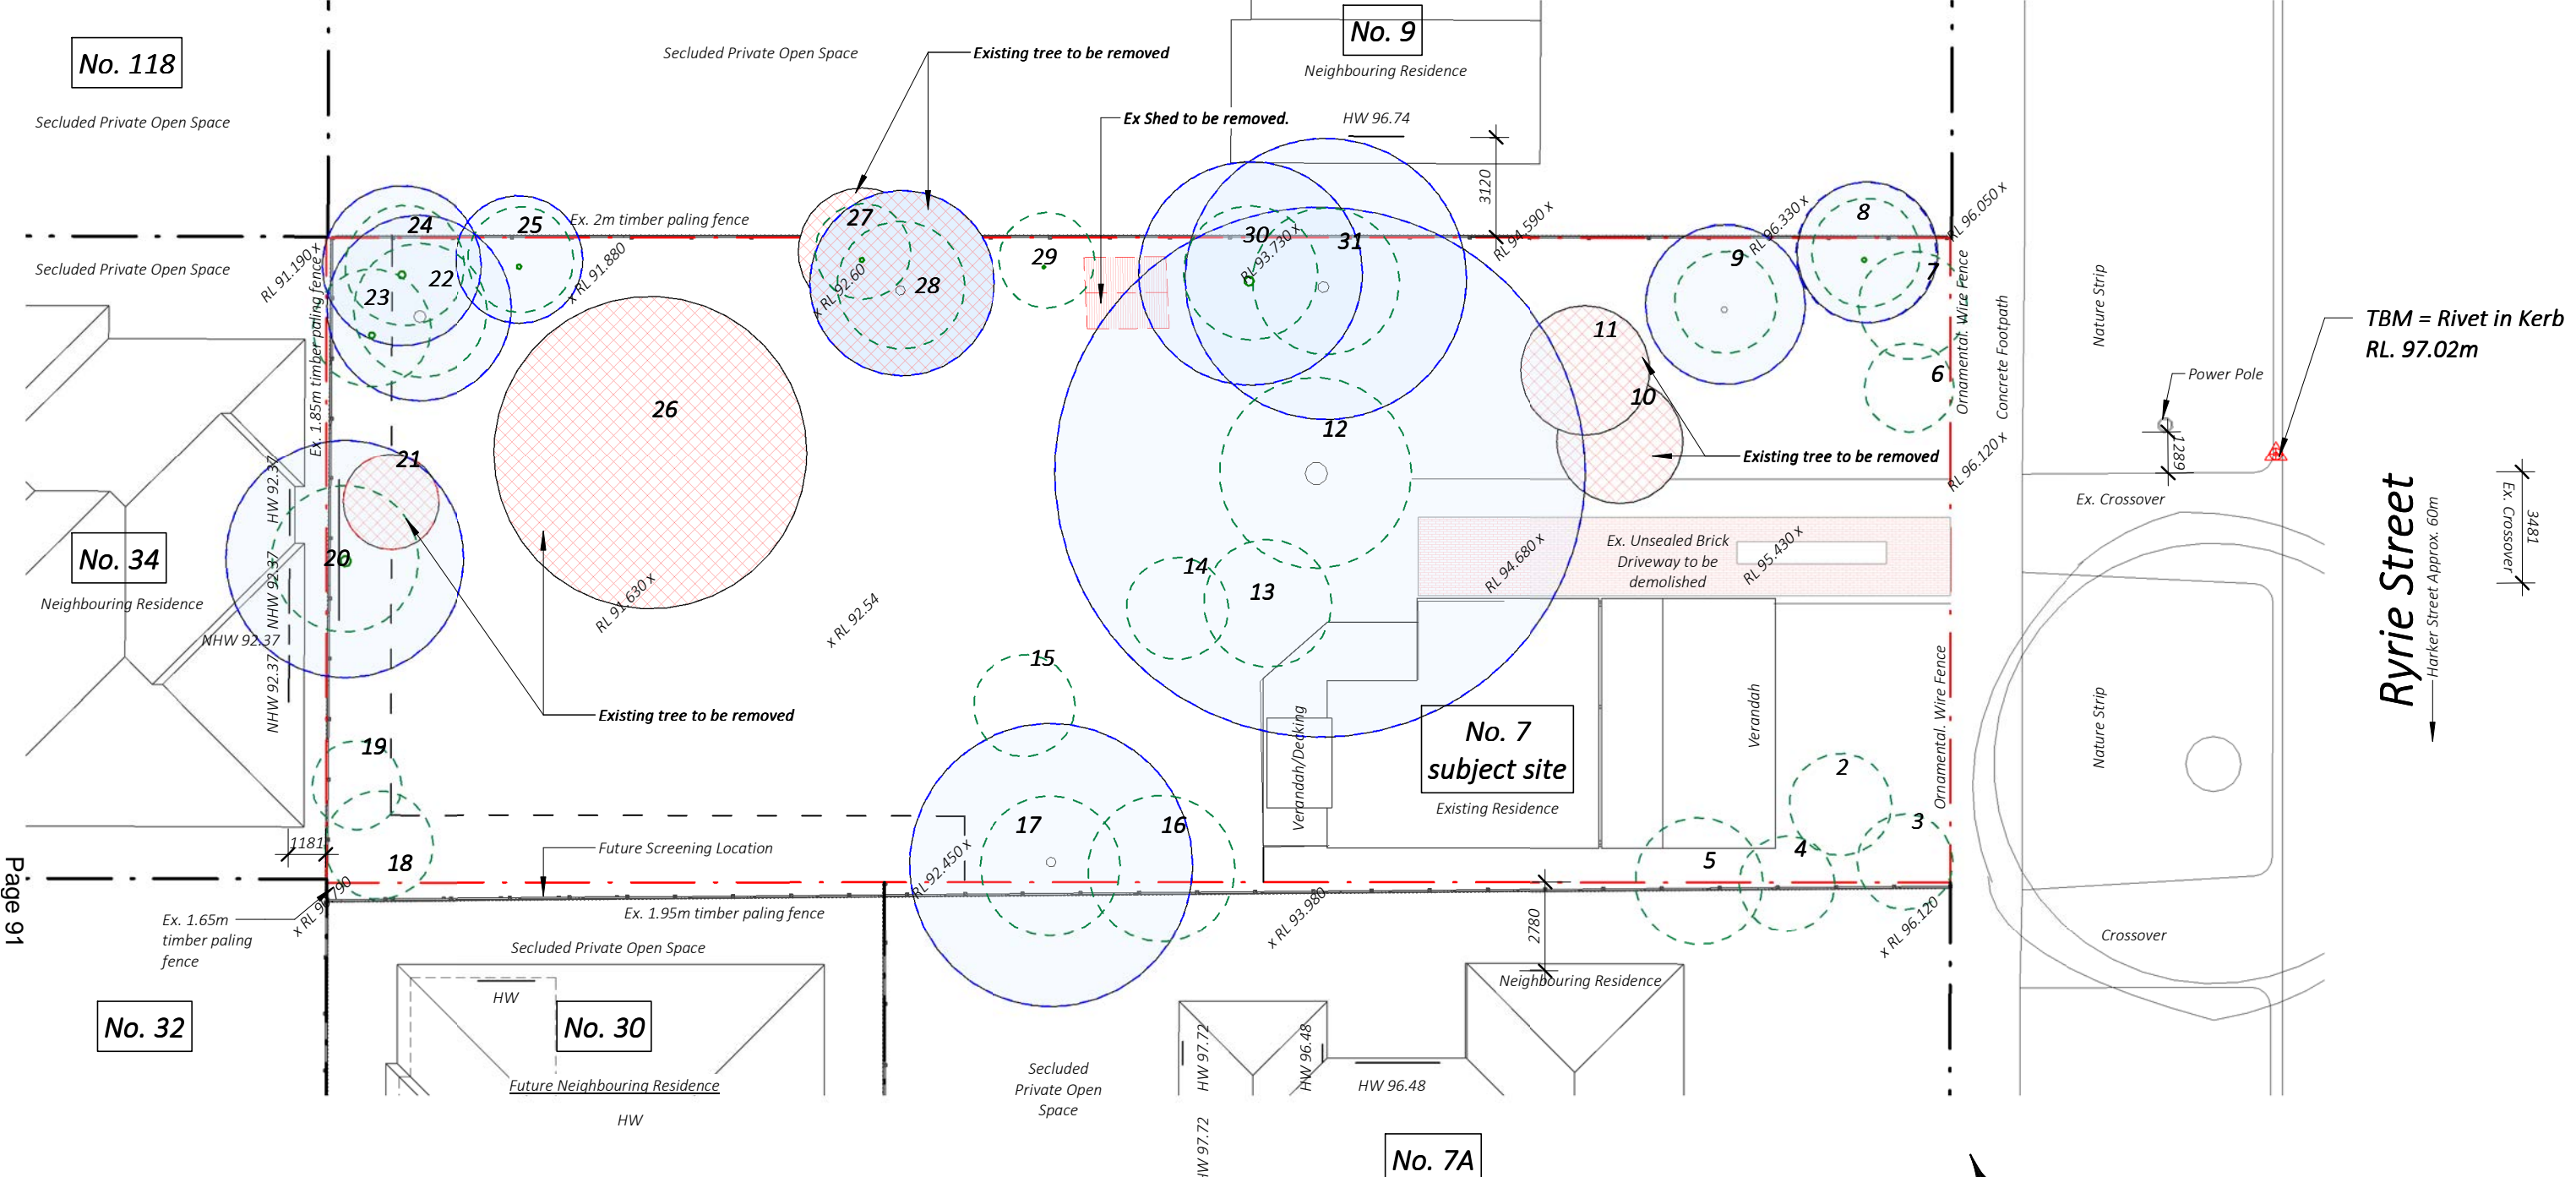 No. 118
Secluded Private Open Space
Secluded Private Open Space
Existing tree to be removed
No. 9
Neighbouring Residence
HW 96.74
Ex Shed to be removed.
3120
Secluded Private Open Space
Ex. 2m timber paling fence
RL 91.190 x
x RL 91.880
x RL 92.60
RL 93.730 x
RL 94.590 x
RL 96.330 x
RL 96.050 x
24
25
22
23
27
28
29
30
31
9
8
7
6
11
10
12
26
21
20
14
13
15
19
18
17
16
5
4
2
3
Ex. 1.85m timber paling fence
Ornamental. Wire Fence
Concrete Footpath
Nature Strip
TBM = Rivet in Kerb
RL. 97.02m
Power Pole
1289
Existing tree to be removed
RL 96.120 x
Ex. Crossover
Ryrie Street
Harker Street Approx. 60m
3481
Ex. Crossover
HW 92.37
NHW 92.37
NHW 92.37
NHW 92.37
No. 34
Neighbouring Residence
RL 91.630 x
x RL 92.54
Ex. Unsealed Brick
Driveway to be
demolished
RL 94.680 x
RL 95.430 x
Existing tree to be removed
Verandah/Decking
No. 7
subject site
Existing Residence
Verandah
Ornamental. Wire Fence
Nature Strip
1181
Future Screening Location
RL 92.450 x
x RL 93.980
2780
x RL 96.120
Page 91
Ex. 1.65m
timber paling
fence
Ex. 1.95m timber paling fence
Secluded Private Open Space
Crossover
HW
No. 32
No. 30
Future Neighbouring Residence
HW
Secluded
Private Open
Space
HW 97.72
HW 96.48
HW 96.48
Neighbouring Residence
HW 97.72
No. 7A